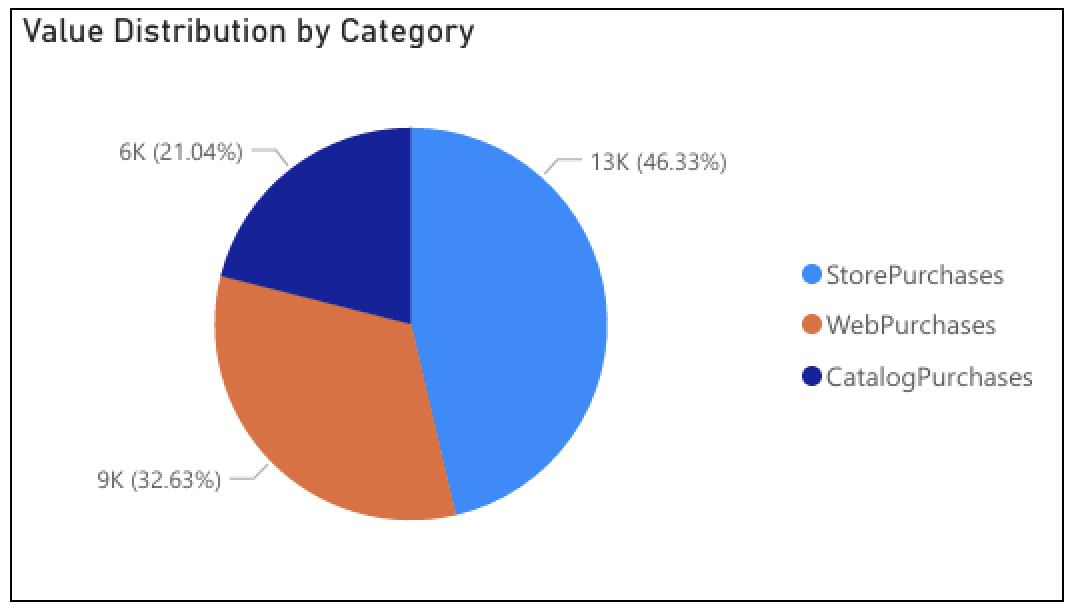 Value Distribution by Category
6K (21.04%)
13K (46.33%)
9K (32.63%)
StorePurchases
WebPurchases
CatalogPurchases